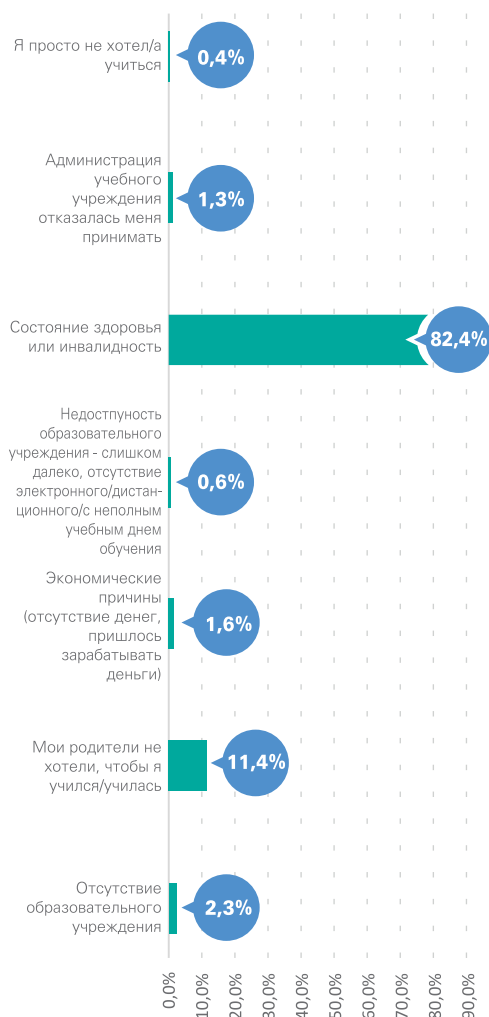 Я просто не хотел/а
учиться
0,4%
Администрация
учебного
учреждения
отказалась меня
принимать
1,3%
Состояние здоровья
или инвалидность
82,4%
Недостпуность
образовательного
учреждения - слишком
далеко, отсутствие
электронного/дистан-
ционного/с неполным
учебным днем
обучения
0,6%
Экономические
причины
(отсутствие денег,
пришлось
зарабатывать
деньги)
1,6%
Мои родители не
хотели, чтобы я
учился/училась
11,4%
Отсутствие
образовательного
учреждения
2,3%
0,0%
10,0%
20,0%
30,0%
40,0%
50,0%
60,0%
70,0%
80,0%
90,0%